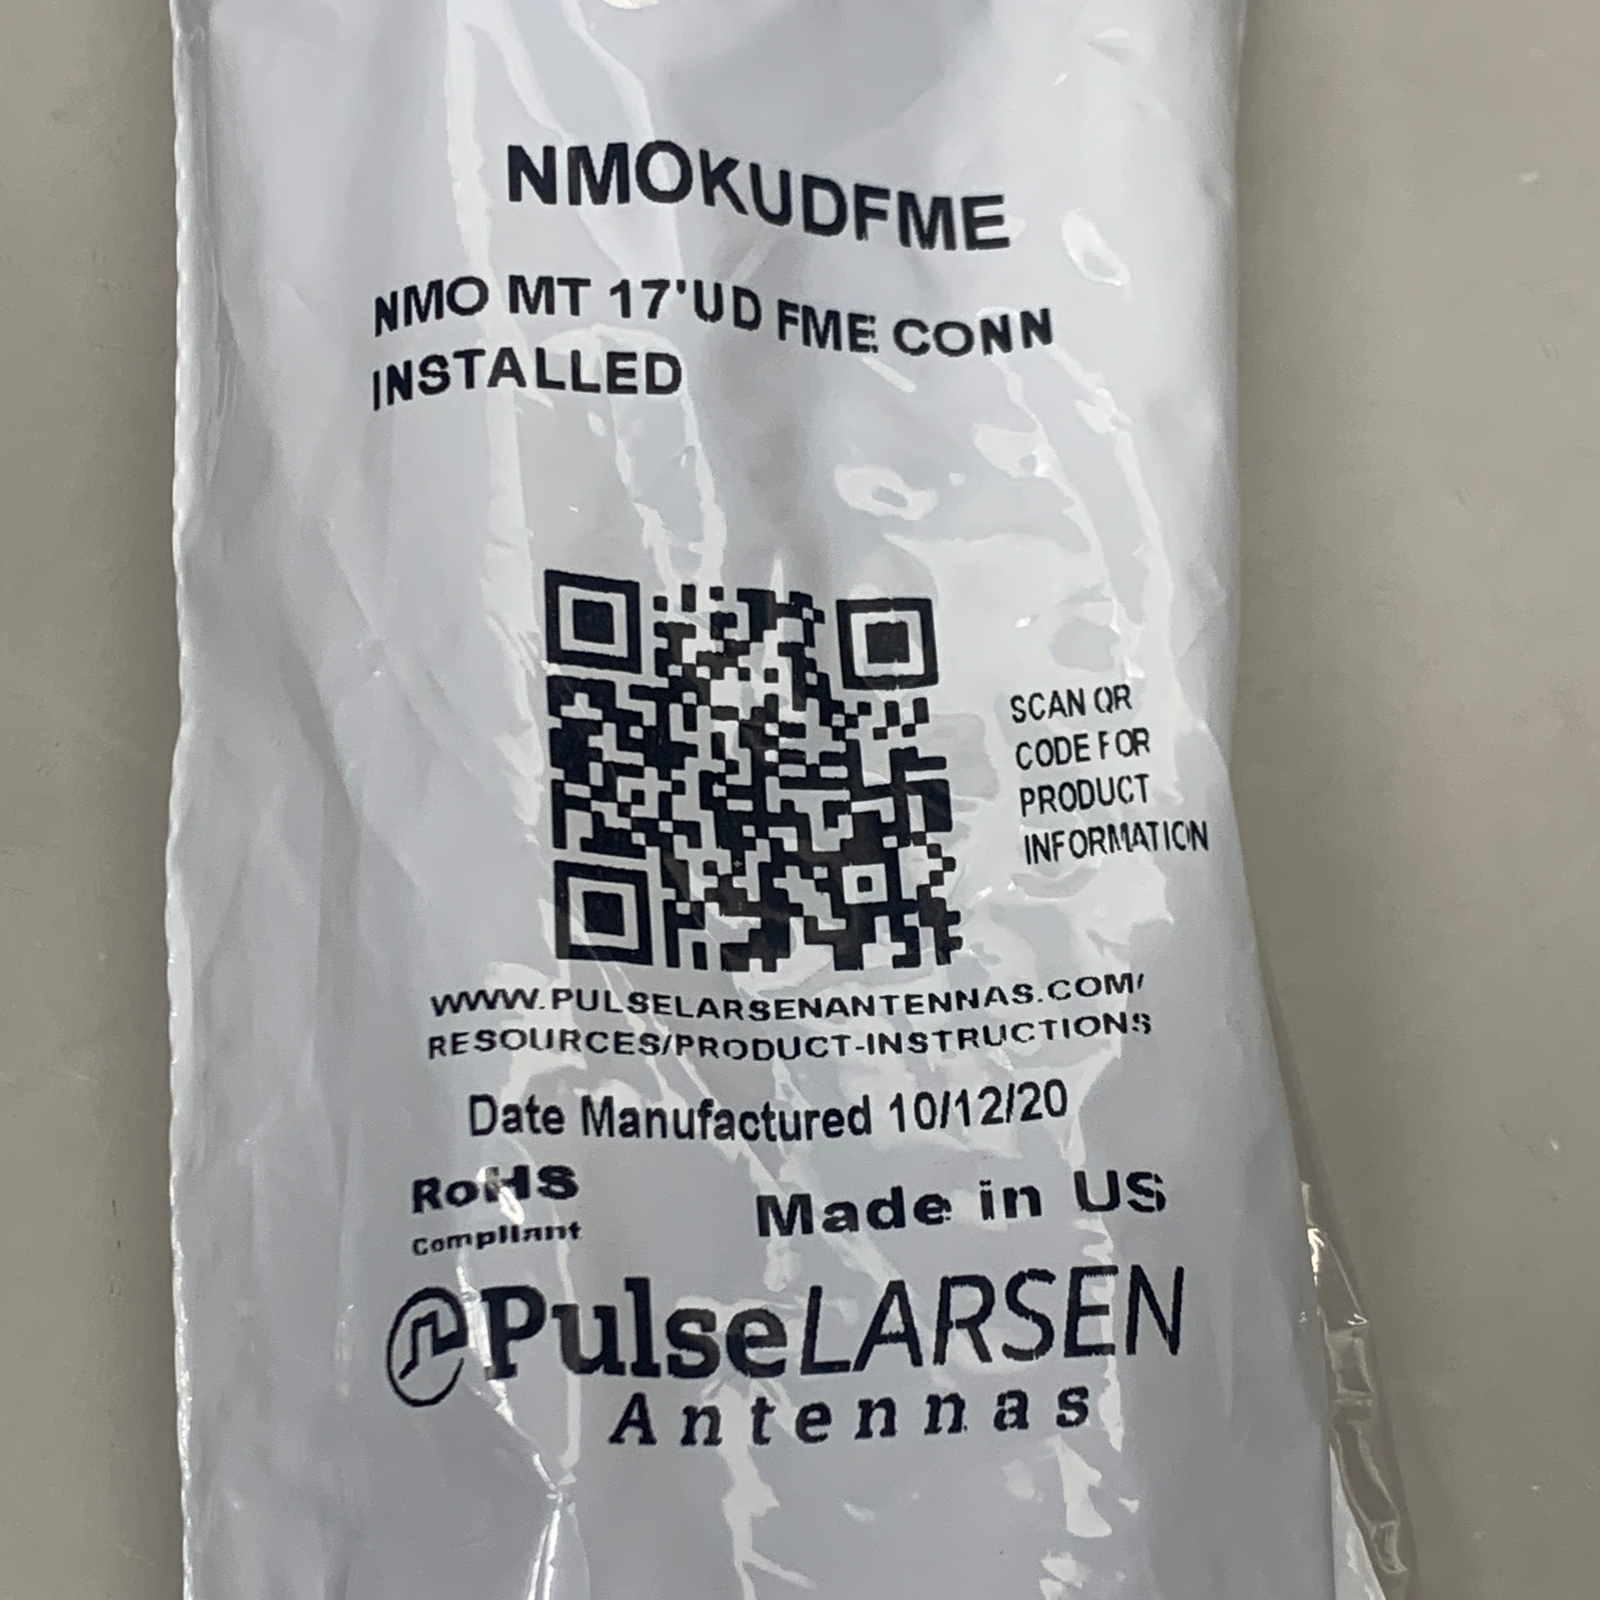 NMOKUDFME
NMO MT 17'UD FME CONN
INSTALLED
SCAN QR
CODE FOR
PRODUCT
INFORMATION
WWW.PULSELARSENANTENNAS.COM/
RESOURCES/PRODUCT-INSTRUCTIONS
Date Manufactured 10/12/20
RoHS
Compliant
Made in US
PulseLARSEN
Antennas